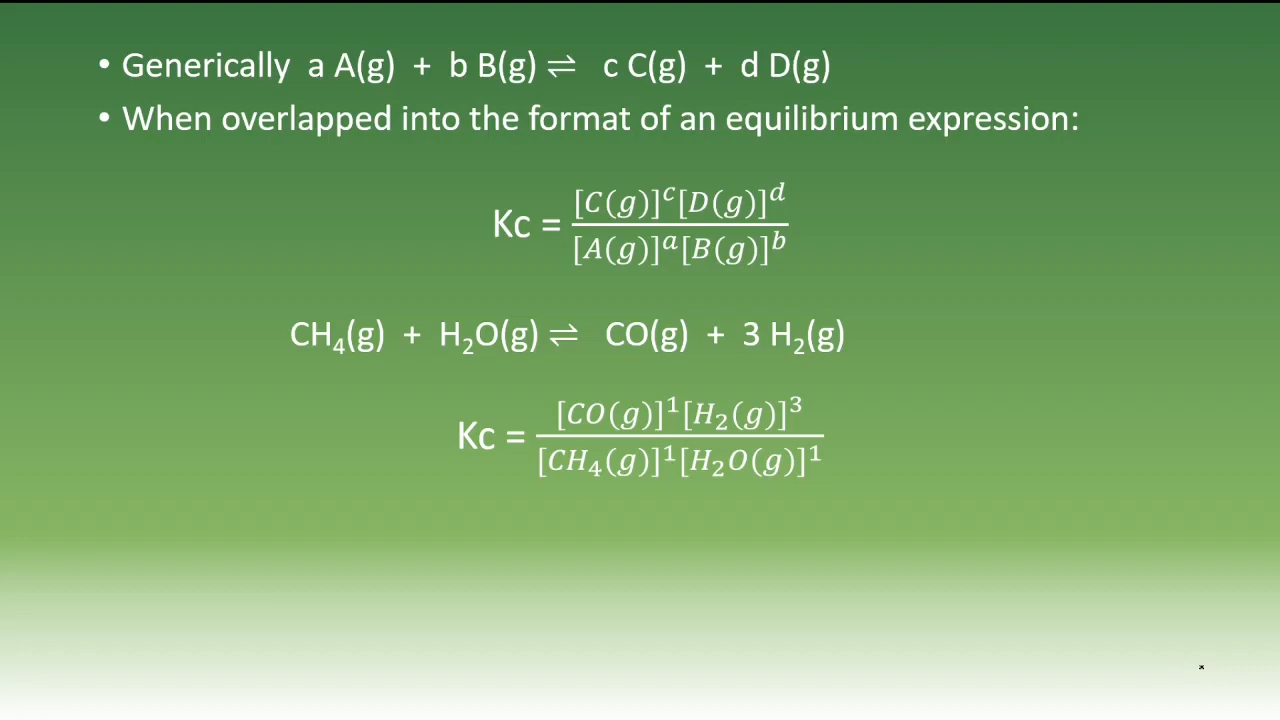 • Generically a A(g) + b B(g) ⇌ c C(g) + d D(g)
• When overlapped into the format of an equilibrium expression:
Kc = [C(g)]ᶜ[D(g)]ᵈ / [A(g)]ᵃ[B(g)]ᵇ
CH₄(g) + H₂O(g) ⇌ CO(g) + 3 H₂(g)
Kc = [CO(g)]¹[H₂(g)]³ / [CH₄(g)]¹[H₂O(g)]¹